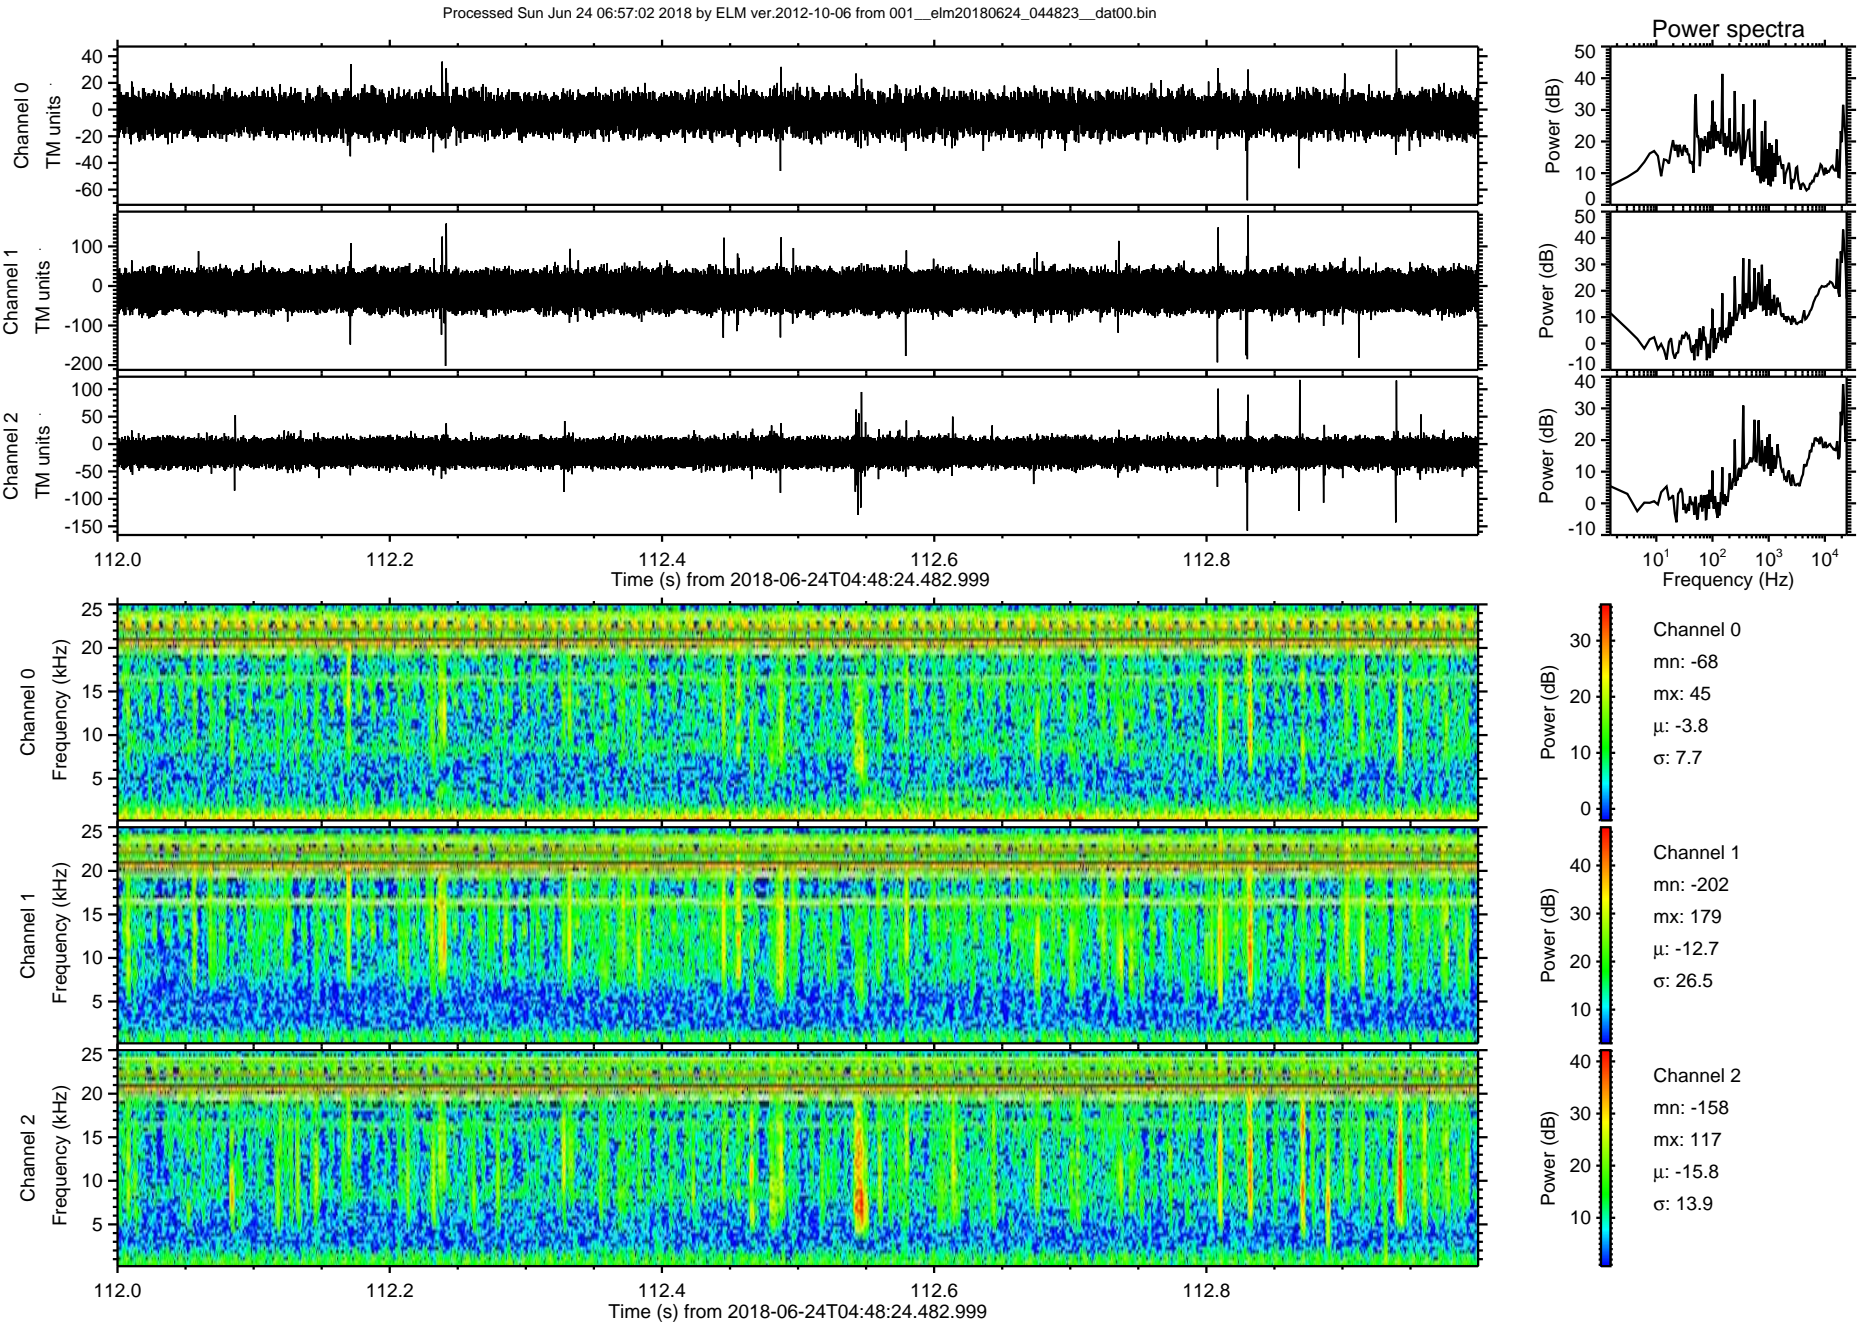 Processed Sun Jun 24 06:57:02 2018 by ELM ver.2012-10-06 from 001__elm20180624_044823__dat00.bin
Power spectra
Channel 0
TM units
40
20
0
-20
-40
-60
Power (dB)
50
40
30
20
10
0
Channel 1
TM units
100
0
-100
-200
Power (dB)
50
40
30
20
10
0
-10
Channel 2
TM units
100
50
0
-50
-100
-150
Power (dB)
40
30
20
10
0
-10
112.0 112.2 112.4 112.6 112.8
Time (s) from 2018-06-24T04:48:24.482.999
10¹ 10² 10³ 10⁴
Frequency (Hz)
Channel 0
Frequency (kHz)
25
20
15
10
5
Power (dB)
30
20
10
0
Channel 0
mn: -68
mx: 45
μ: -3.8
σ: 7.7
Channel 1
Frequency (kHz)
25
20
15
10
5
Power (dB)
40
30
20
10
Channel 1
mn: -202
mx: 179
μ: -12.7
σ: 26.5
Channel 2
Frequency (kHz)
25
20
15
10
5
Power (dB)
40
30
20
10
Channel 2
mn: -158
mx: 117
μ: -15.8
σ: 13.9
112.0 112.2 112.4 112.6 112.8
Time (s) from 2018-06-24T04:48:24.482.999